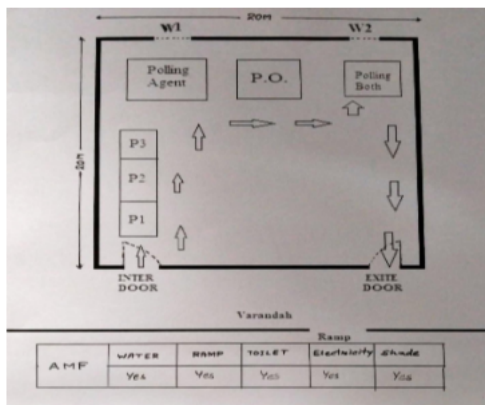 20m
W1 W2
Polling
Agent
P.O.
Polling
Both
P3
P2
P1
INTER
DOOR
EXITE
DOOR
Varandah
Ramp
AMF
WATER RAMP TOILET Electricity Shade
Yes Yes Yes Yes Yes